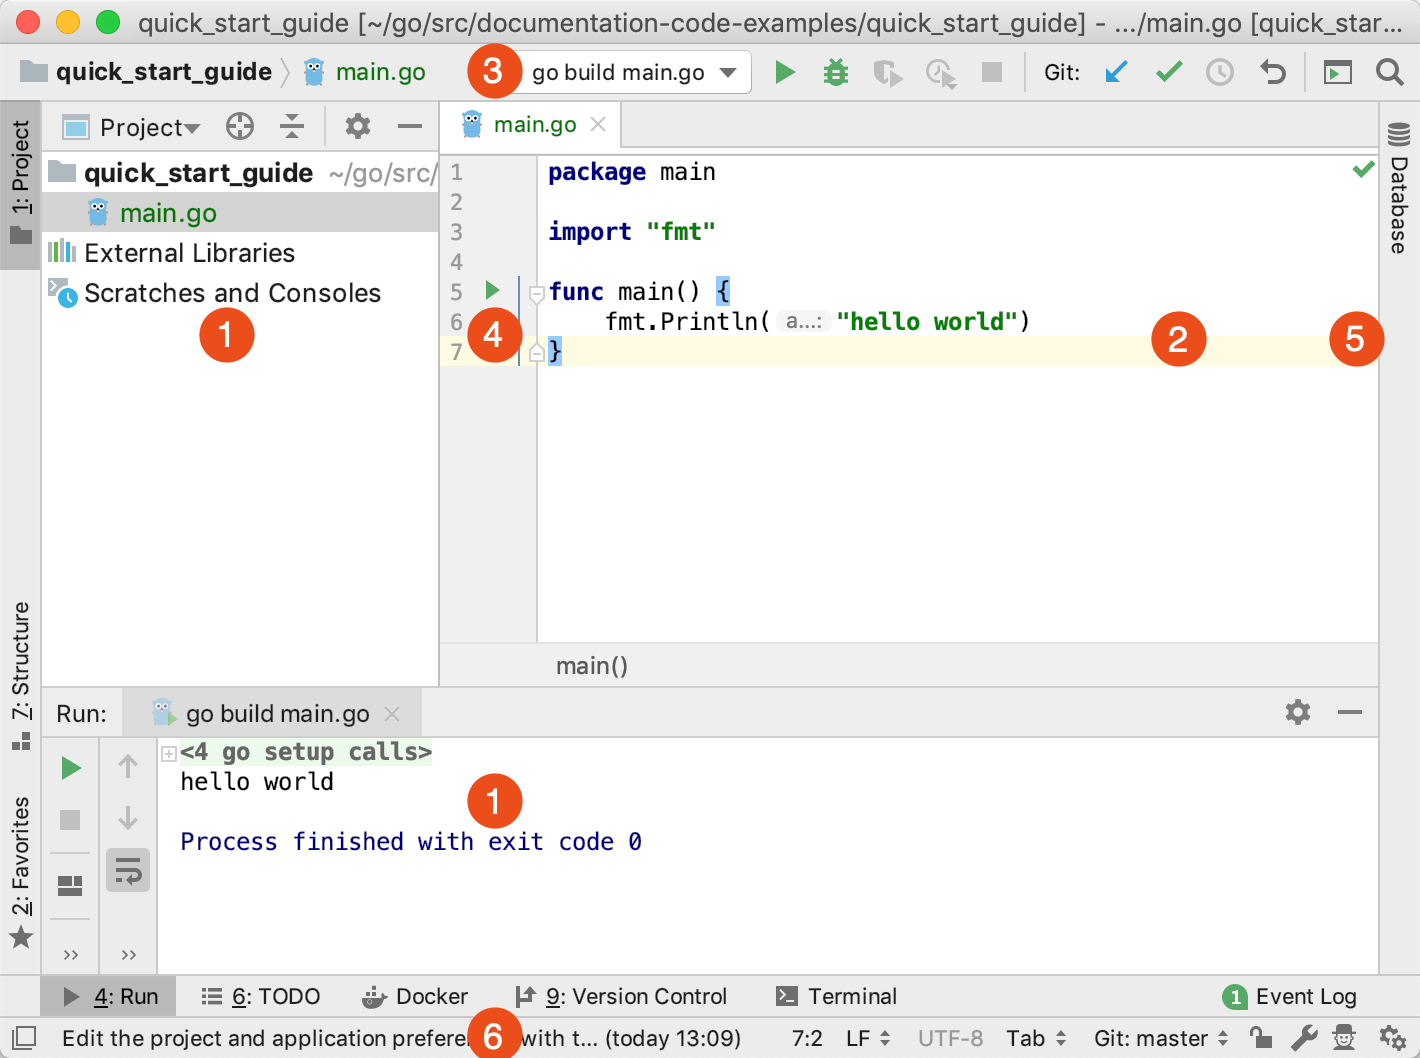 quick_start_guide [~/go/src/documentation-code-examples/quick_start_guide] - .../main.go [quick_star...
quick_start_guide
main.go
3
go build main.go
Git:
1: Project
Project
quick_start_guide ~/go/src/
main.go
External Libraries
Scratches and Consoles
1
main.go
1 package main
2
3 import "fmt"
4
5 func main() {
6 fmt.Println( a...: "hello world")
7 }
4
2
5
main()
Database
7: Structure
2: Favorites
Run:
go build main.go
<4 go setup calls>
hello world
1
Process finished with exit code 0
4: Run
6: TODO
Docker
9: Version Control
Terminal
1 Event Log
Edit the project and application prefere
6
with t... (today 13:09)
7:2
LF
UTF-8
Tab
Git: master